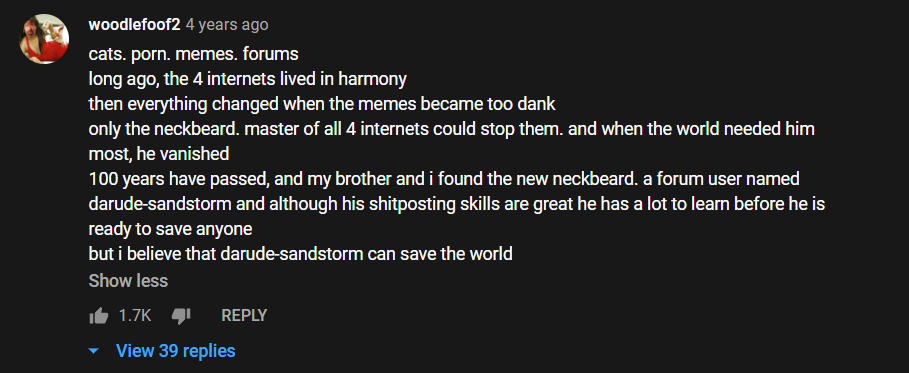 woodlefoof2 4 years ago
cats. porn. memes. forums
long ago, the 4 internets lived in harmony
then everything changed when the memes became too dank
only the neckbeard. master of all 4 internets could stop them. and when the world needed him
most, he vanished
100 years have passed, and my brother and i found the new neckbeard. a forum user named
darude-sandstorm and although his shitposting skills are great he has a lot to learn before he is
ready to save anyone
but i believe that darude-sandstorm can save the world
Show less
1.7K REPLY
View 39 replies